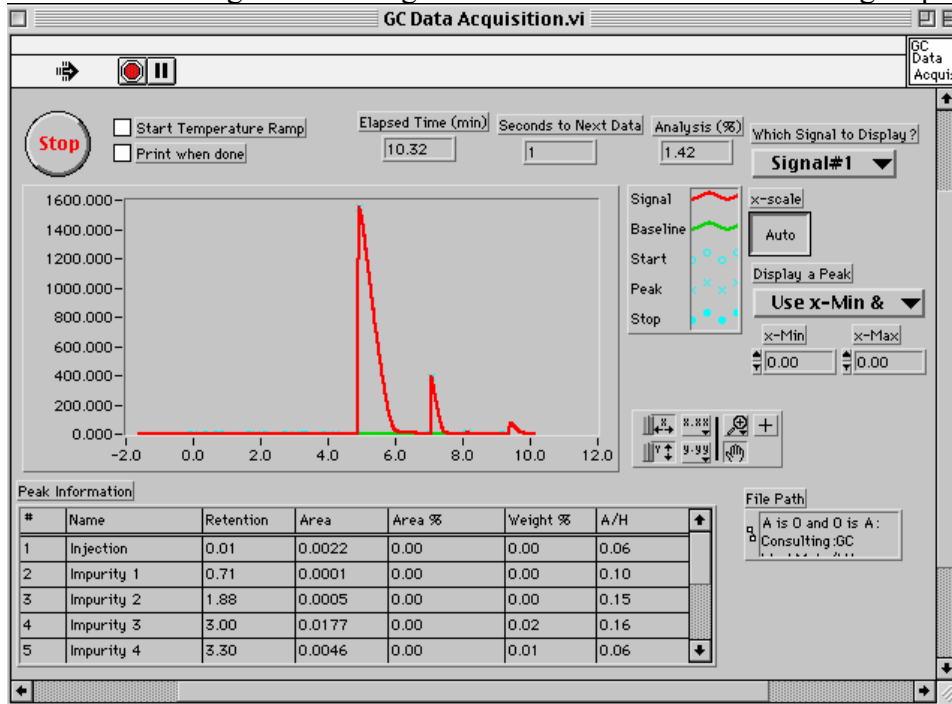 GC Data Acquisition.vi
GC
Data
Acquis
Stop
Start Temperature Ramp
Print when done
Elapsed Time (min)
10.32
Seconds to Next Data
1
Analysis (%)
1.42
Which Signal to Display?
Signal#1
1600.000
1400.000
1200.000
1000.000
800.000
600.000
400.000
200.000
0.000
-2.0 0.0 2.0 4.0 6.0 8.0 10.0 12.0
Signal
Baseline
Start
Peak
Stop
x-scale
Auto
Display a Peak
Use x-Min &
x-Min x-Max
0.00 0.00
X x.xx
Y y.yy
Peak Information
# Name Retention Area Area % Weight % A/H
1 Injection 0.01 0.0022 0.00 0.00 0.06
2 Impurity 1 0.71 0.0001 0.00 0.00 0.10
3 Impurity 2 1.88 0.0005 0.00 0.00 0.15
4 Impurity 3 3.00 0.0177 0.00 0.02 0.16
5 Impurity 4 3.30 0.0046 0.00 0.01 0.06
File Path
A is 0 and 0 is A:
Consulting:GC